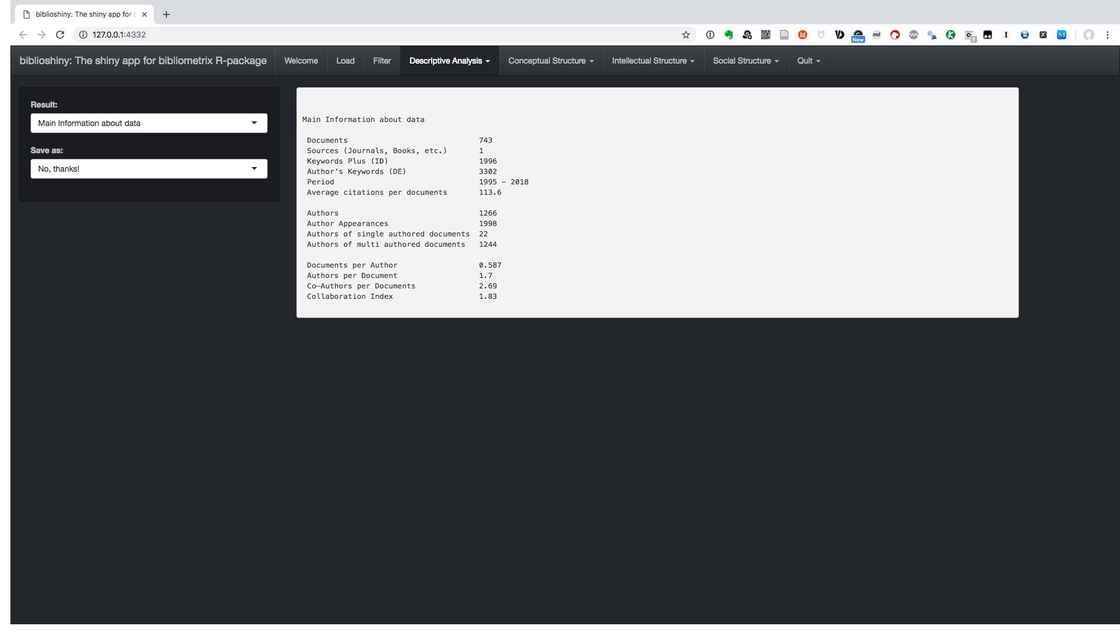 biblioshiny: The shiny app for b
127.0.0.1:4332
New
biblioshiny: The shiny app for bibliometrix R-package
Welcome
Load
Filter
Descriptive Analysis
Conceptual Structure
Intellectual Structure
Social Structure
Quit
Result:
Main Information about data
Save as:
No, thanks!
Main Information about data
Documents 743
Sources (Journals, Books, etc.) 1
Keywords Plus (ID) 1996
Author's Keywords (DE) 3302
Period 1995 - 2018
Average citations per documents 113.6
Authors 1266
Author Appearances 1998
Authors of single authored documents 22
Authors of multi authored documents 1244
Documents per Author 0.587
Authors per Document 1.7
Co-Authors per Documents 2.69
Collaboration Index 1.83